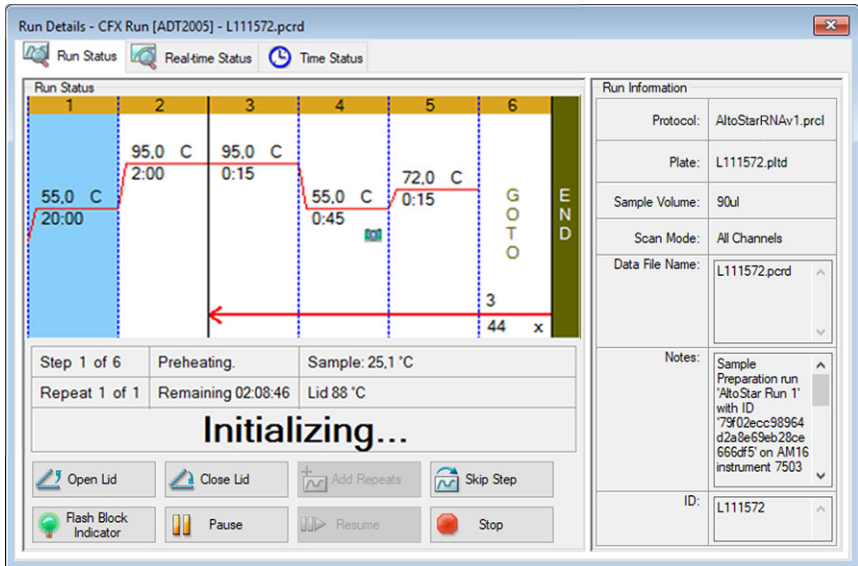 Run Details - CFX Run [ADT2005] - L111572.pcrd
Run Status Real-time Status Time Status
Run Status
1 2 3 4 5 6
95,0 C 95,0 C
2:00 0:15
72,0 C
0:15
55,0 C 55,0 C
20:00 0:45
GOTO
END
3
44 x
Step 1 of 6 Preheating. Sample: 25,1 °C
Repeat 1 of 1 Remaining 02:08:46 Lid 88 °C
Initializing...
Open Lid Close Lid Add Repeats Skip Step
Flash Block
Indicator
Pause Resume Stop
Run Information
Protocol: AltoStarRNAv1.prcl
Plate: L111572.pltd
Sample Volume: 90ul
Scan Mode: All Channels
Data File Name: L111572.pcrd
Notes: Sample
Preparation run
'AltoStar Run 1'
with ID
'79f02ecc98964
d2a8e69eb28ce
666df5' on AM16
instrument 7503
ID: L111572